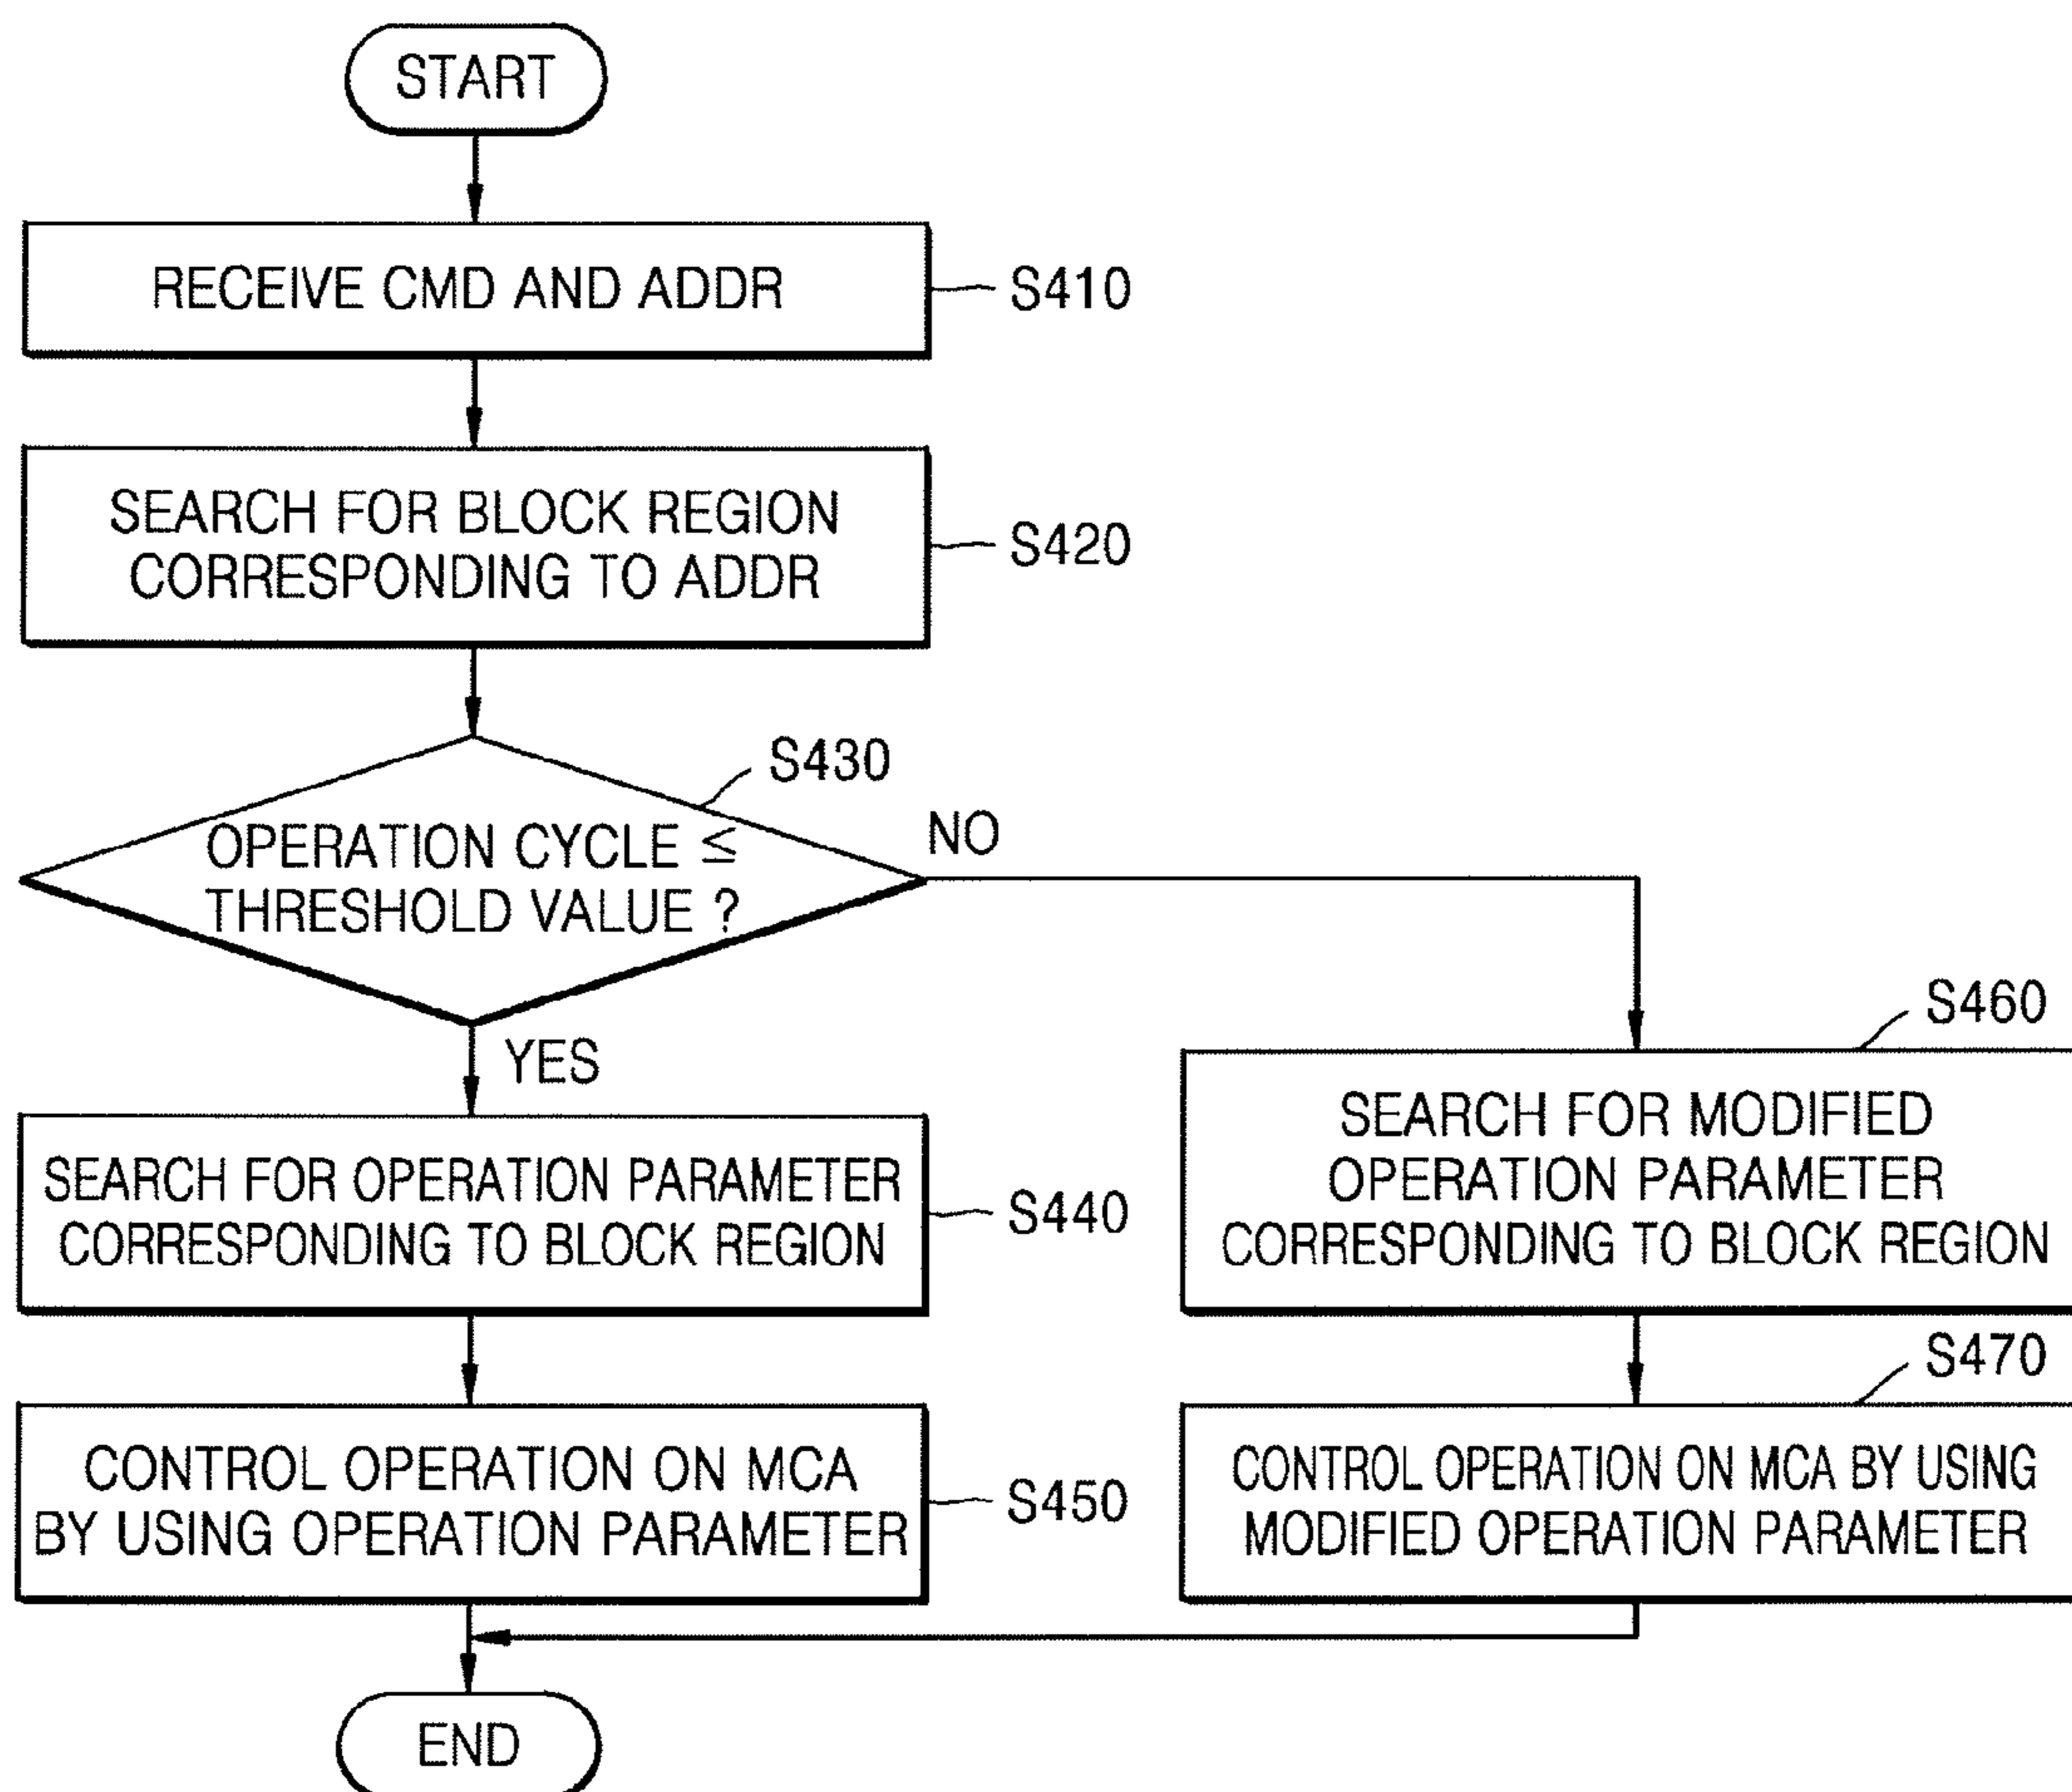 START
RECEIVE CMD AND ADDR
S410
SEARCH FOR BLOCK REGION
CORRESPONDING TO ADDR
S420
S430
OPERATION CYCLE ≤
THRESHOLD VALUE ?
NO
YES
SEARCH FOR OPERATION PARAMETER
CORRESPONDING TO BLOCK REGION
S440
CONTROL OPERATION ON MCA
BY USING OPERATION PARAMETER
S450
S460
SEARCH FOR MODIFIED
OPERATION PARAMETER
CORRESPONDING TO BLOCK REGION
S470
CONTROL OPERATION ON MCA BY USING
MODIFIED OPERATION PARAMETER
END